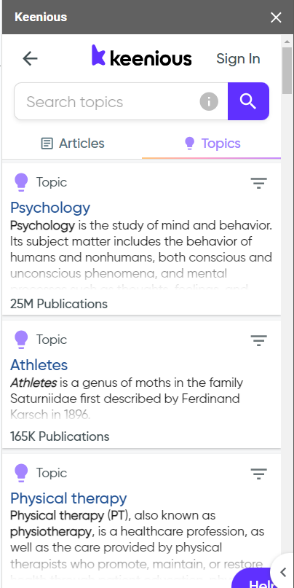 Keenious
keenious Sign In
Search topics
Articles Topics
Topic
Psychology
Psychology is the study of mind and behavior.
Its subject matter includes the behavior of
humans and nonhumans, both conscious and
unconscious phenomena, and mental
25M Publications
Topic
Athletes
Athletes is a genus of moths in the family
Saturniidae first described by Ferdinand
Karsch in 1896.
165K Publications
Topic
Physical therapy
Physical therapy (PT), also known as
physiotherapy, is a healthcare profession, as
well as the care provided by physical
therapists who promote, maintain, or restore
Help